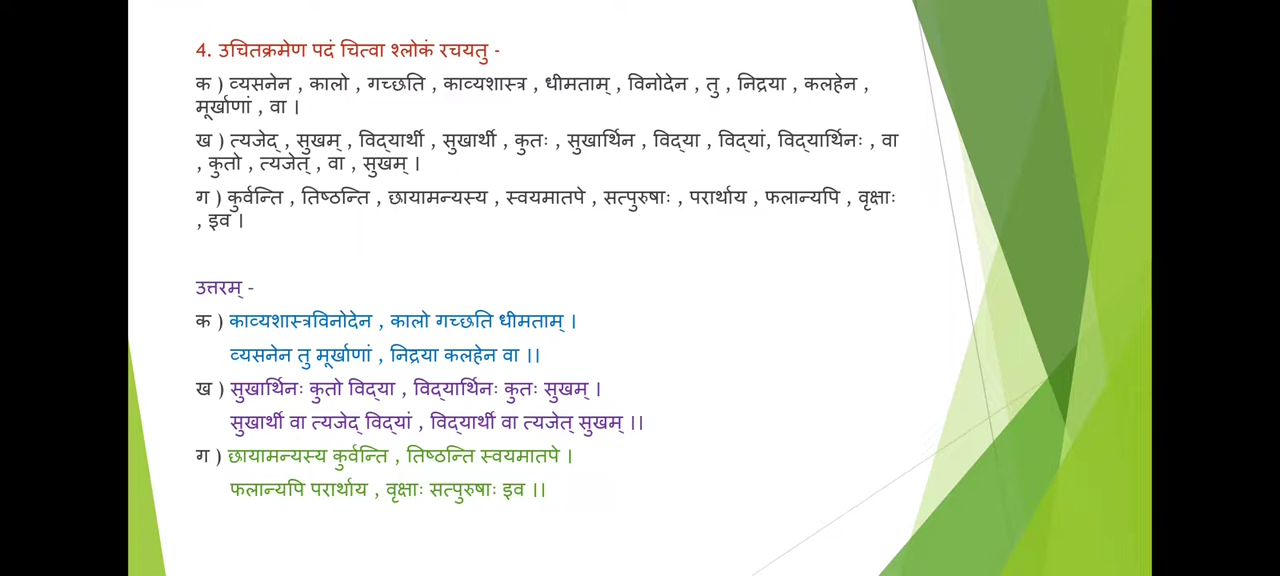 4. उचितक्रमेण पदं चित्वा श्लोकं रचयतु -
क ) व्यसनेन , कालो , गच्छति , काव्यशास्त्र , धीमताम् , विनोदेन , तु , निद्रया , कलहेन ,
मूर्खाणां , वा ।
ख ) त्यजेद् , सुखम् , विद्यार्थी , सुखार्थी , कुतः , सुखार्थिन , विद्या , विद्यां, विद्यार्थिनः , वा
, कुतो , त्यजेत् , वा , सुखम् ।
ग ) कुर्वन्ति , तिष्ठन्ति , छायामन्यस्य , स्वयमातपे , सत्पुरुषाः , परार्थाय , फलान्यपि , वृक्षाः
, इव ।
उत्तरम् -
क ) काव्यशास्त्रविनोदेन , कालो गच्छति धीमताम् ।
व्यसनेन तु मूर्खाणां , निद्रया कलहेन वा ।।
ख ) सुखार्थिनः कुतो विद्या , विद्यार्थिनः कुतः सुखम् ।
सुखार्थी वा त्यजेद् विद्यां , विद्यार्थी वा त्यजेत् सुखम् ।।
ग ) छायामन्यस्य कुर्वन्ति , तिष्ठन्ति स्वयमातपे ।
फलान्यपि परार्थाय , वृक्षाः सत्पुरुषाः इव ।।